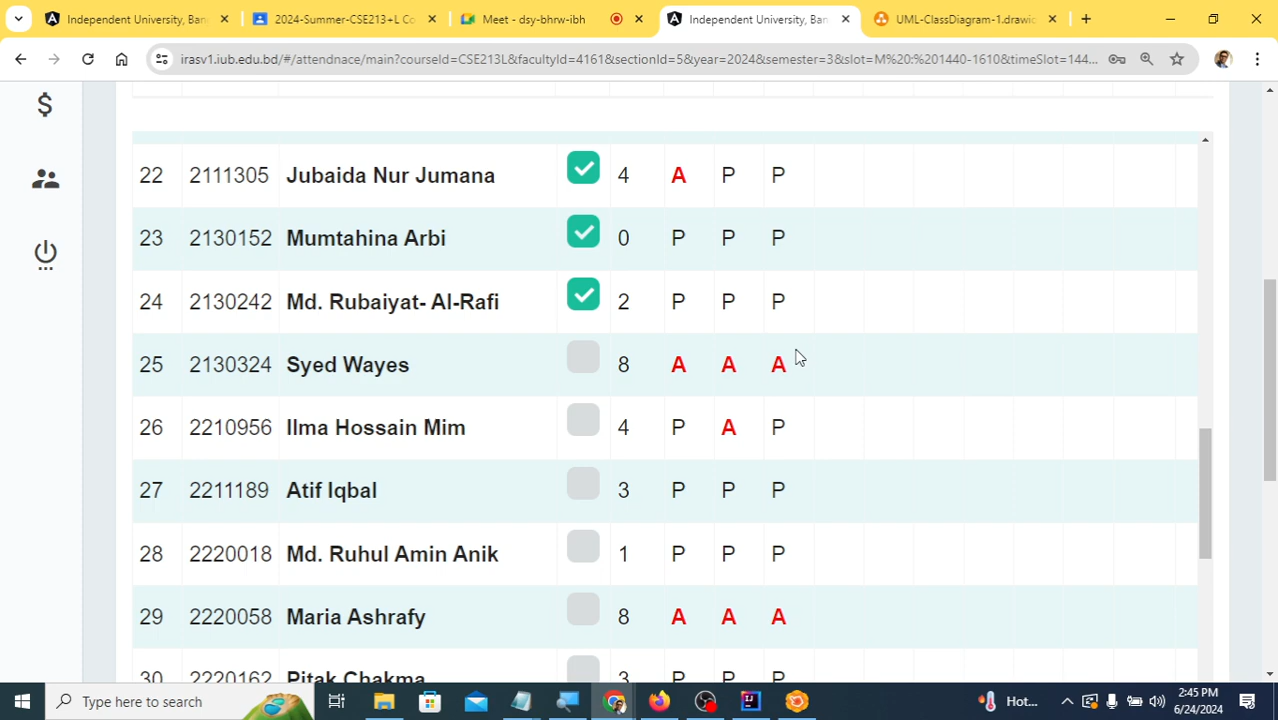 Independent University, Ban
2024-Summer-CSE213+L Co
Meet - dsy-bhrw-ibh
Independent University, Ban
UML-ClassDiagram-1.drawio
irasv1.iub.edu.bd/#/attendnace/main?courseId=CSE213L&facultyId=4161&sectionId=5&year=2024&semester=3&slot=M%20:%201440-1610&timeSlot=144...
22 2111305 Jubaida Nur Jumana 4 A P P
23 2130152 Mumtahina Arbi 0 P P P
24 2130242 Md. Rubaiyat- Al-Rafi 2 P P P
25 2130324 Syed Wayes 8 A A A
26 2210956 Ilma Hossain Mim 4 P A P
27 2211189 Atif Iqbal 3 P P P
28 2220018 Md. Ruhul Amin Anik 1 P P P
29 2220058 Maria Ashrafy 8 A A A
30 2220162 Pitak Chakma 3 P P P
Type here to search
Hot...
2:45 PM
6/24/2024